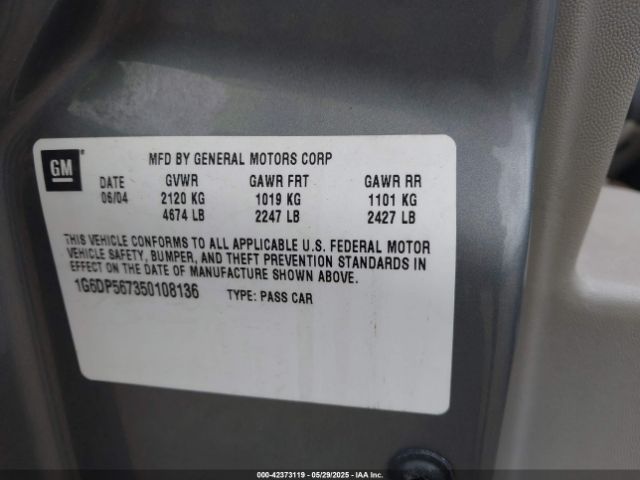 GM
MFD BY GENERAL MOTORS CORP
DATE GVWR GAWR FRT GAWR RR
06/04 2120 KG 1019 KG 1101 KG
4674 LB 2247 LB 2427 LB
THIS VEHICLE CONFORMS TO ALL APPLICABLE U.S. FEDERAL MOTOR
VEHICLE SAFETY, BUMPER, AND THEFT PREVENTION STANDARDS IN
EFFECT ON THE DATE OF MANUFACTURE SHOWN ABOVE.
1G6DP567350108136 TYPE: PASS CAR
000-42373119 - 05/29/2025 - IAA Inc.